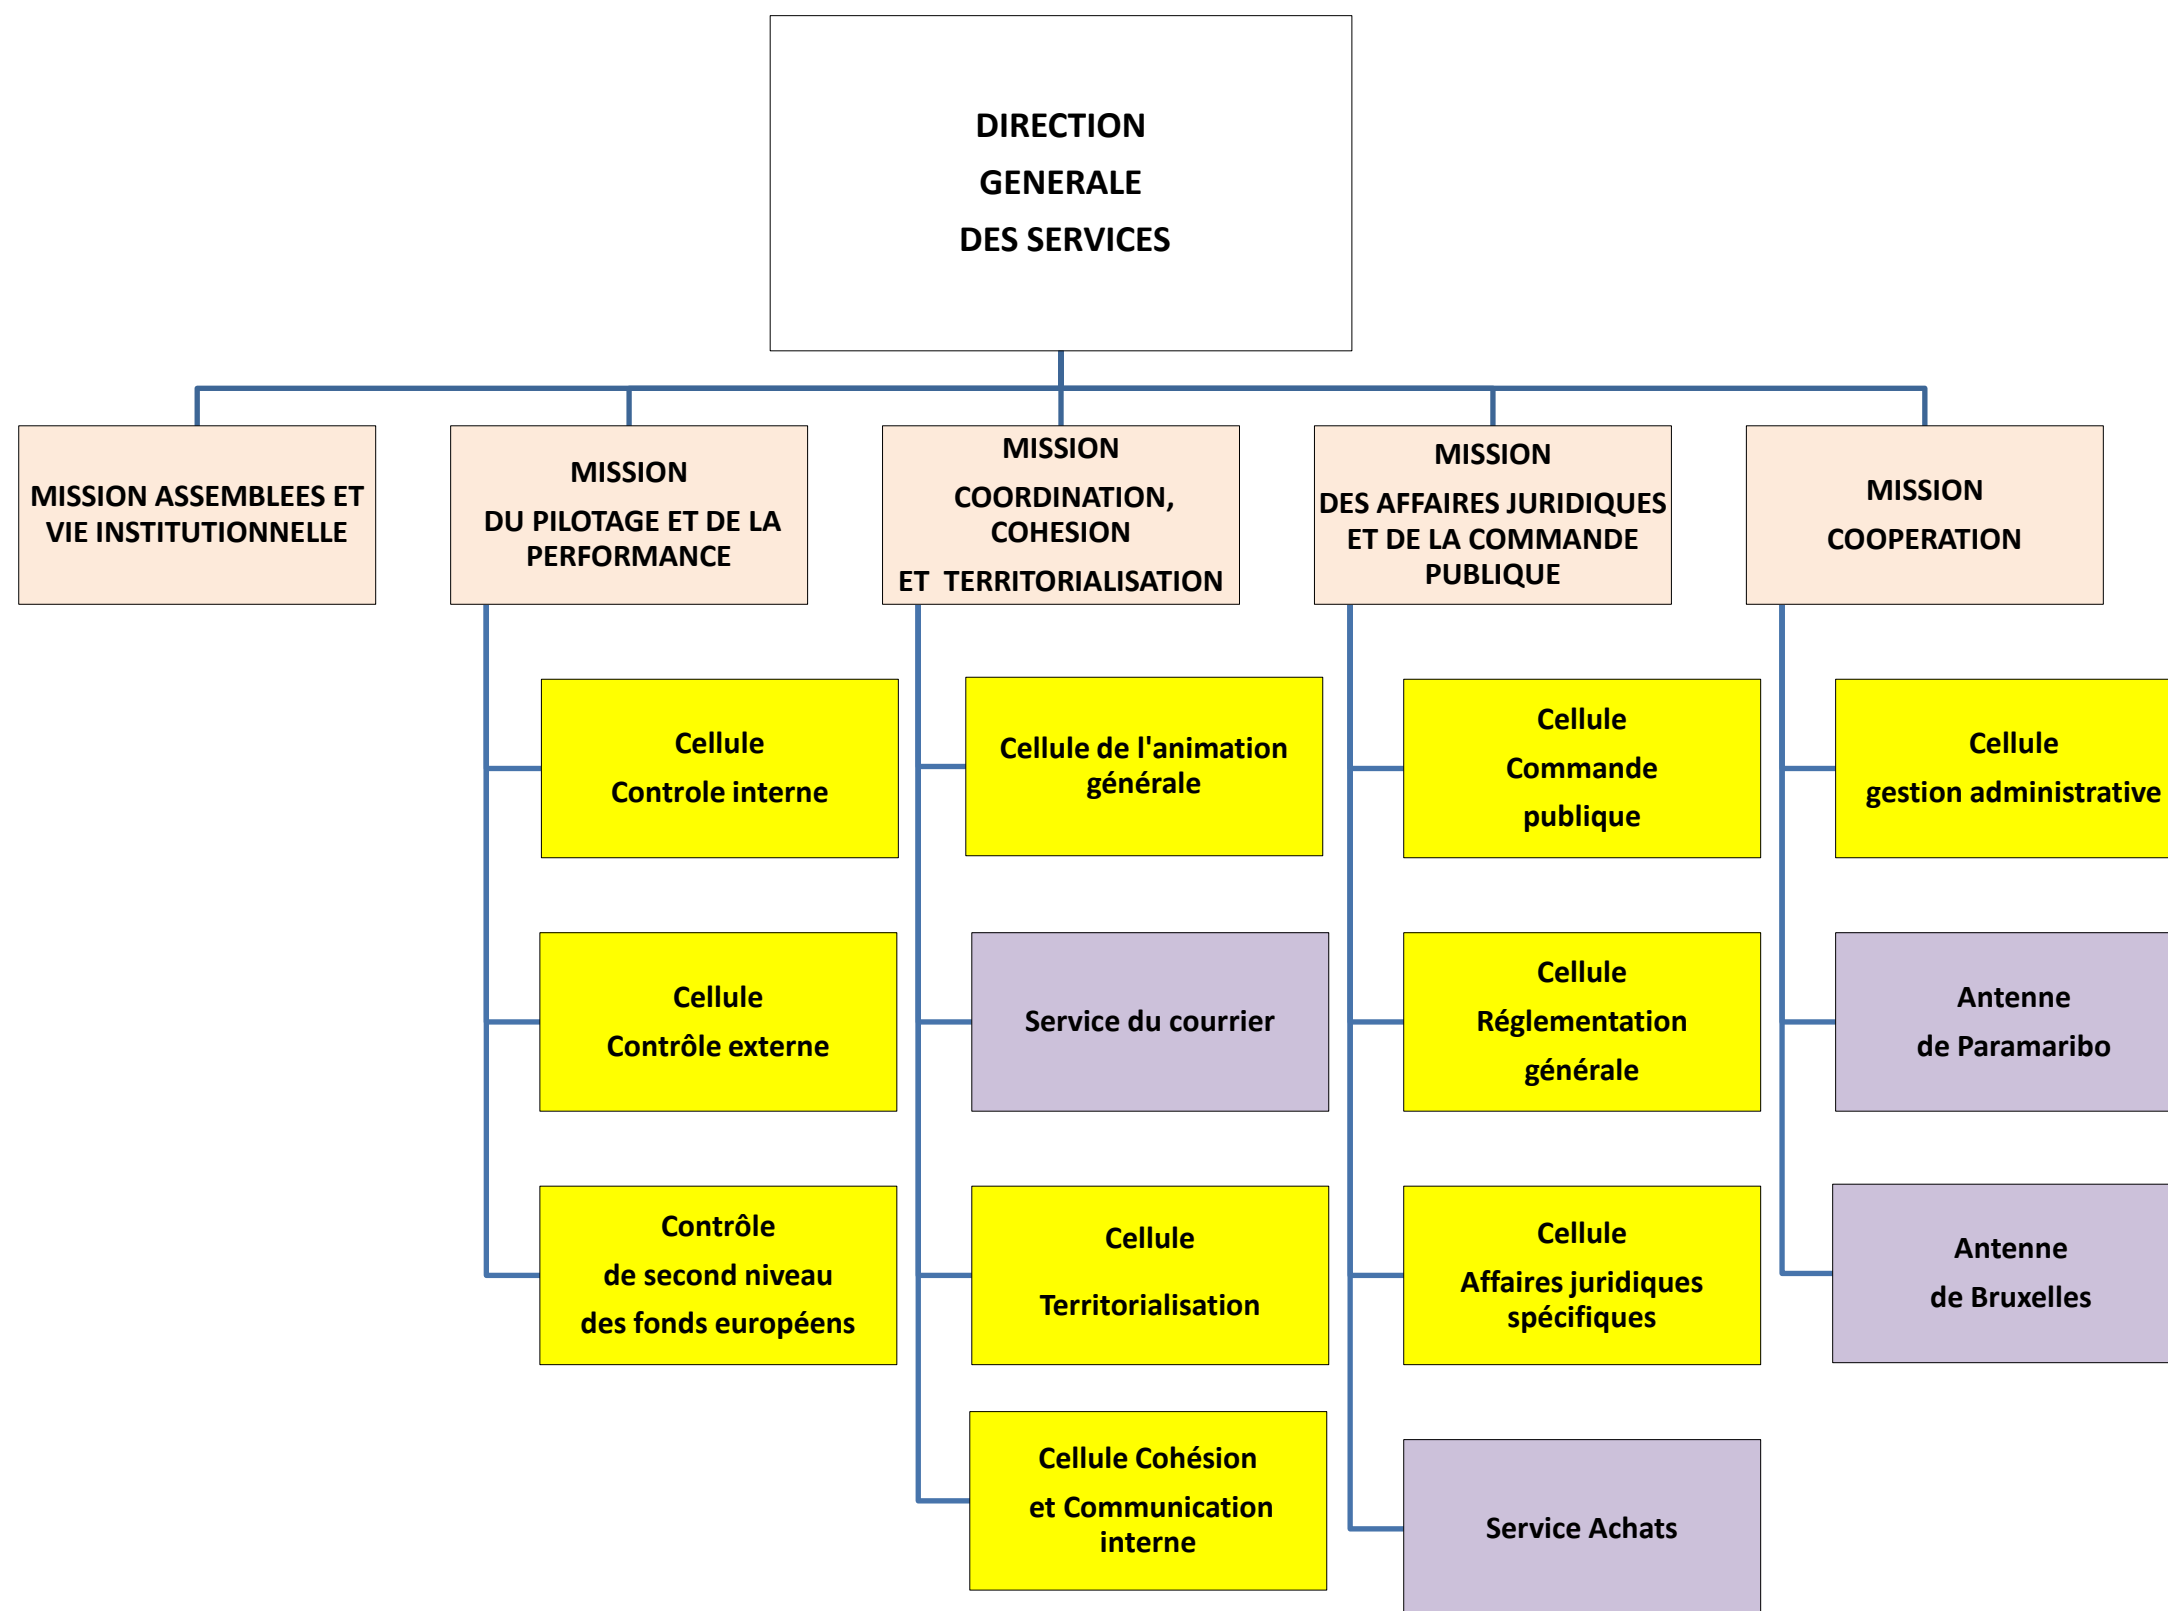 DIRECTION
GENERALE
DES SERVICES
MISSION ASSEMBLEES ET
VIE INSTITUTIONNELLE
MISSION
DU PILOTAGE ET DE LA
PERFORMANCE
MISSION
COORDINATION,
COHESION
ET  TERRITORIALISATION
MISSION
DES AFFAIRES JURIDIQUES
ET DE LA COMMANDE
PUBLIQUE
MISSION
COOPERATION
Cellule
Controle interne
Cellule de l'animation
générale
Cellule
Commande
publique
Cellule
gestion administrative
Cellule
Contrôle externe
Service du courrier
Cellule
Réglementation
générale
Antenne
de Paramaribo
Contrôle
de second niveau
des fonds européens
Cellule
Territorialisation
Cellule
Affaires juridiques
spécifiques
Antenne
de Bruxelles
Cellule Cohésion
et Communication
interne
Service Achats